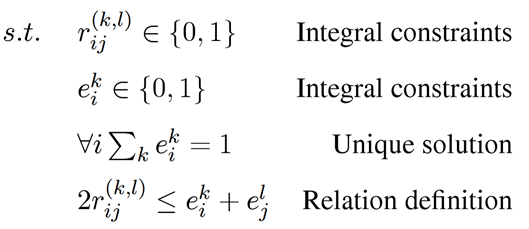 s.t. r_{ij}^{(k,l)} ∈ {0, 1} Integral constraints
e_i^k ∈ {0, 1} Integral constraints
∀i ∑_k e_i^k = 1 Unique solution
2r_{ij}^{(k,l)} ≤ e_i^k + e_j^l Relation definition